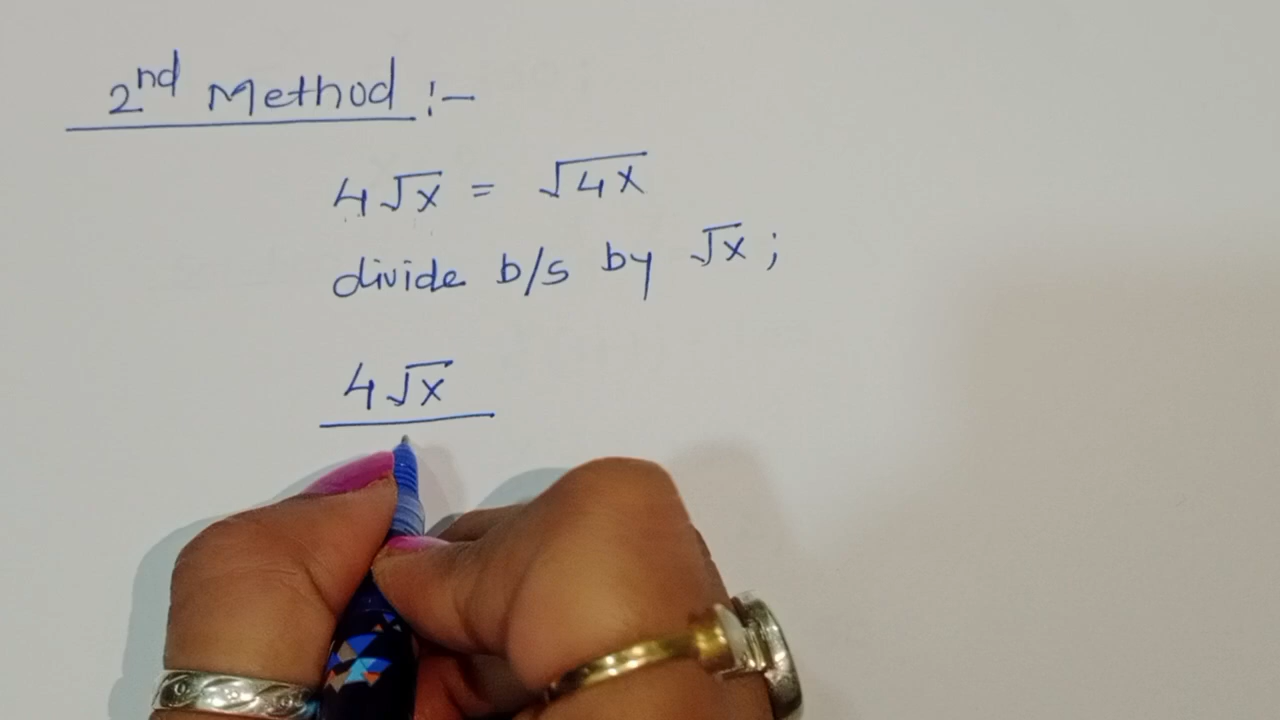 2nd Method :-
4√x = √4x
divide b/s by √x ;
4√x